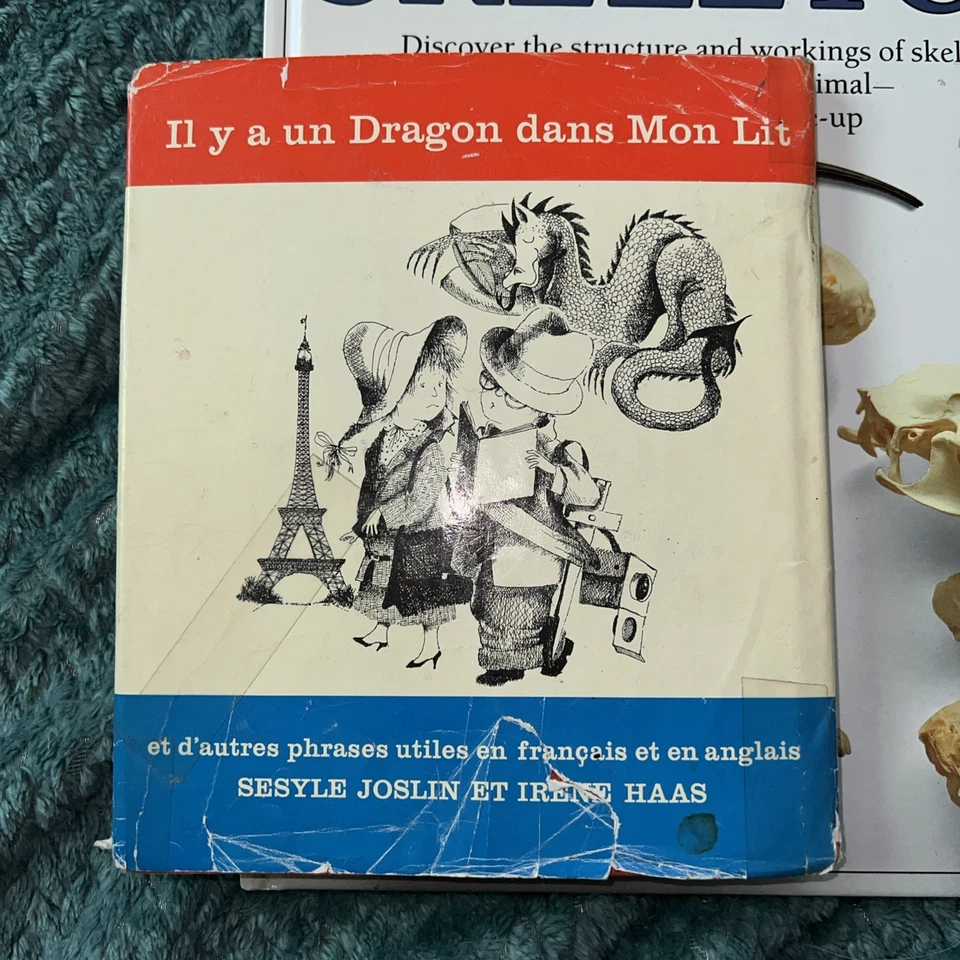 Discover the structure and workings of
imal—
-up
Il y a un Dragon dans Mon Lit
et d'autres phrases utiles en français et en anglais
SESYLE JOSLIN ET IRENE HAAS